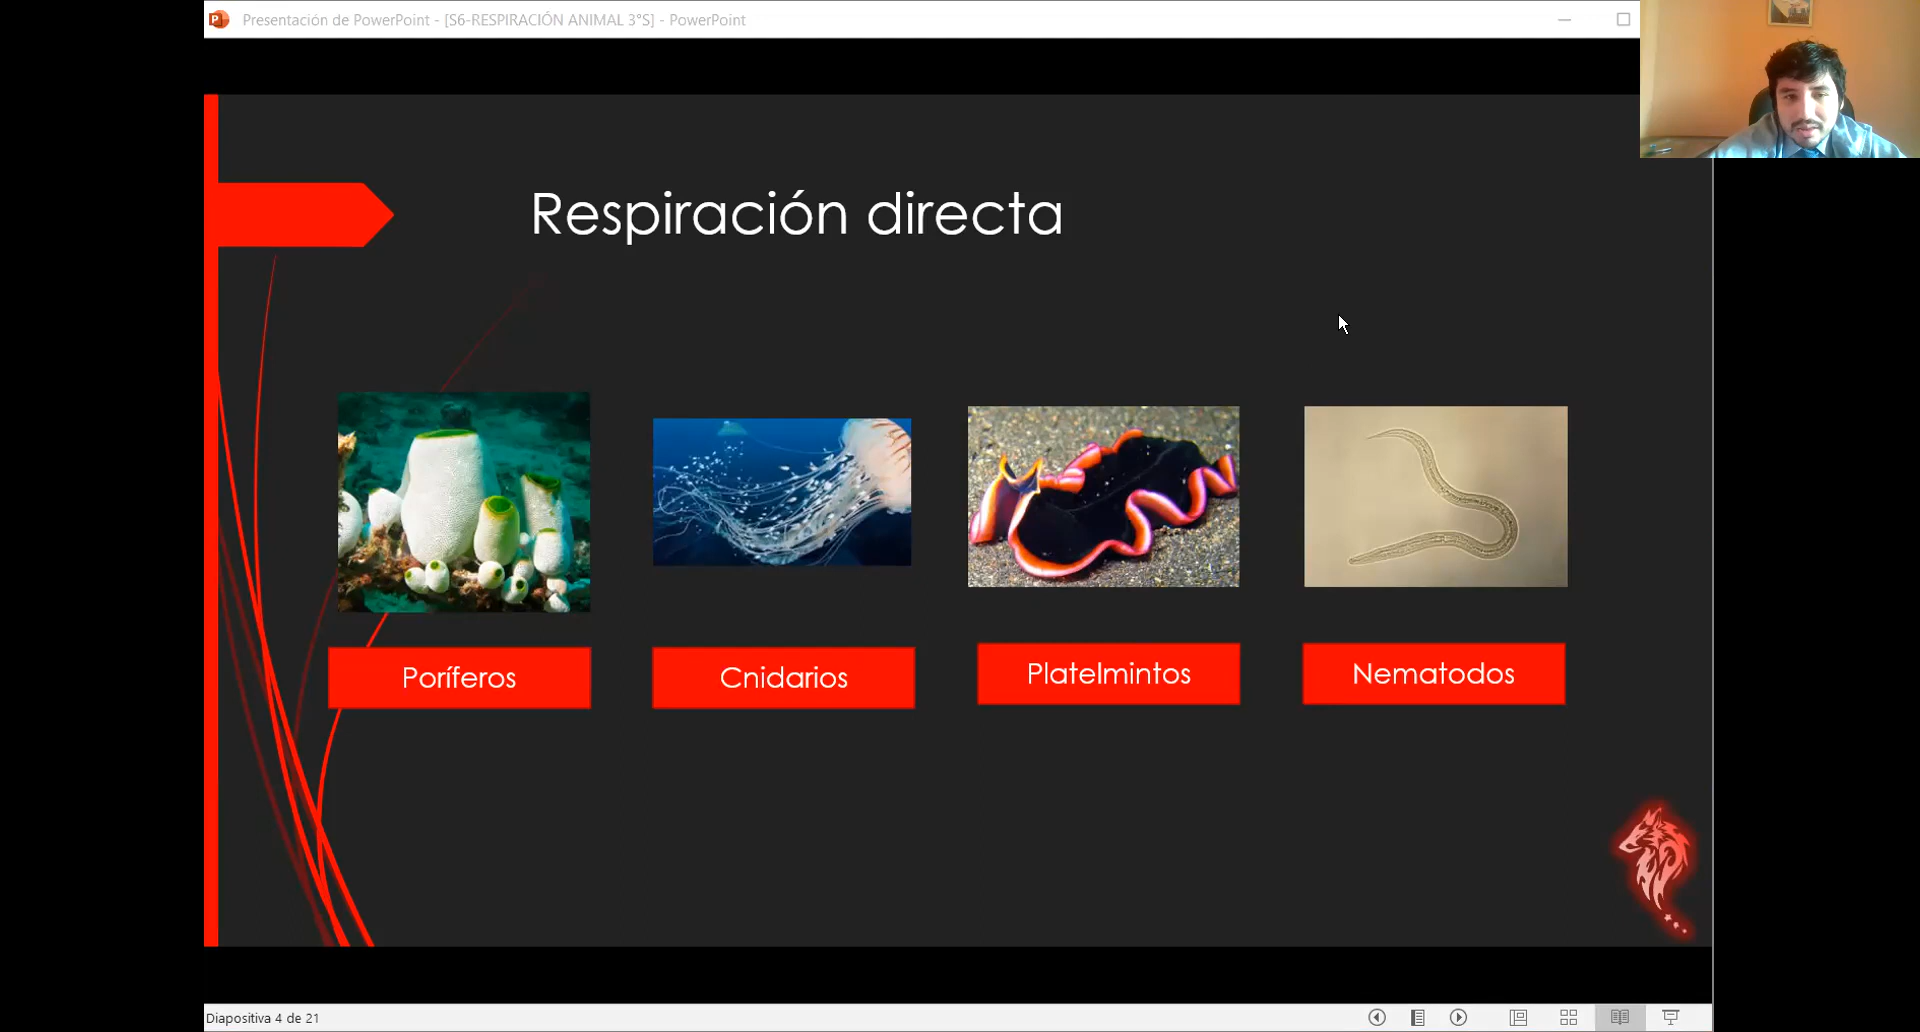 Presentación de PowerPoint - [S6-RESPIRACIÓN ANIMAL 3°S] - PowerPoint
Respiración directa
Poríferos
Cnidarios
Platelmintos
Nematodos
Diapositiva 4 de 21